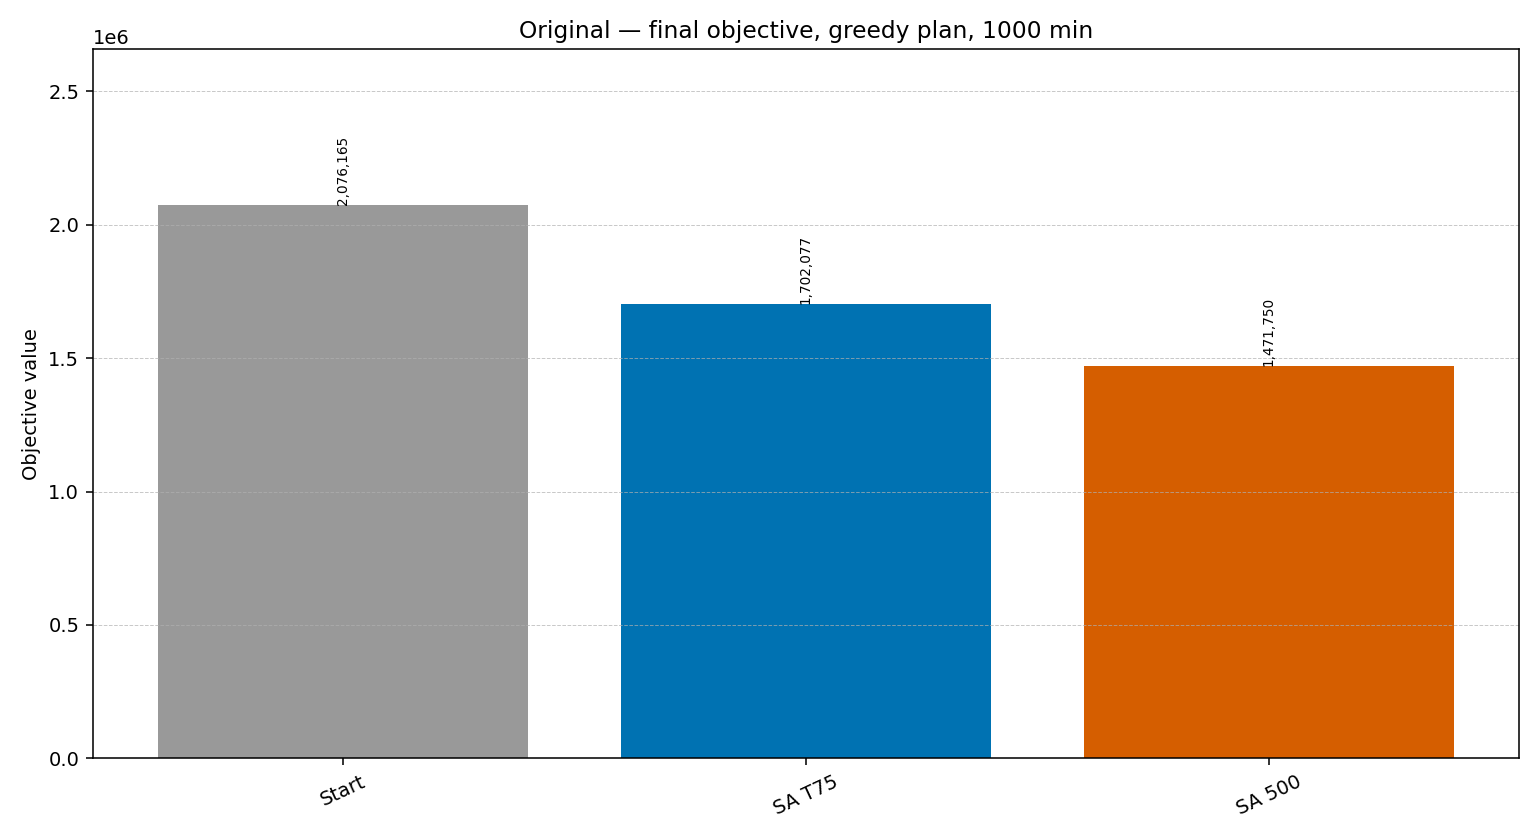 Original — final objective, greedy plan, 1000 min
1e6
Objective value
2.5
2.0
1.5
1.0
0.5
0.0
2,076,165
1,702,077
1,471,750
Start
SA T75
SA 500